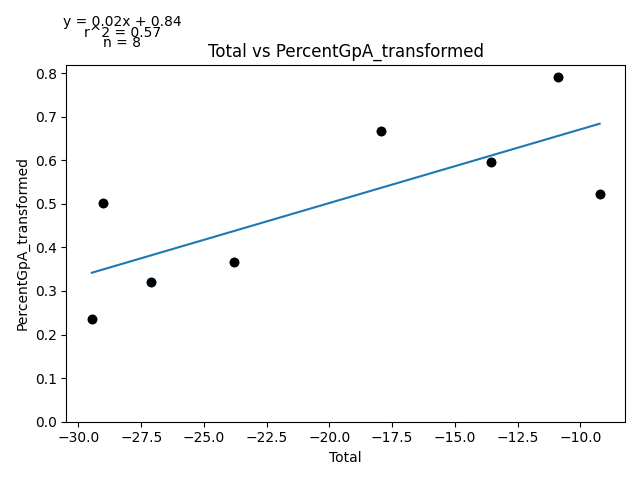 y = 0.02x + 0.84
r^2 = 0.57
n = 8
Total vs PercentGpA_transformed
0.8
0.7
0.6
0.5
0.4
0.3
0.2
0.1
0.0
PercentGpA_transformed
−30.0 −27.5 −25.0 −22.5 −20.0 −17.5 −15.0 −12.5 −10.0
Total